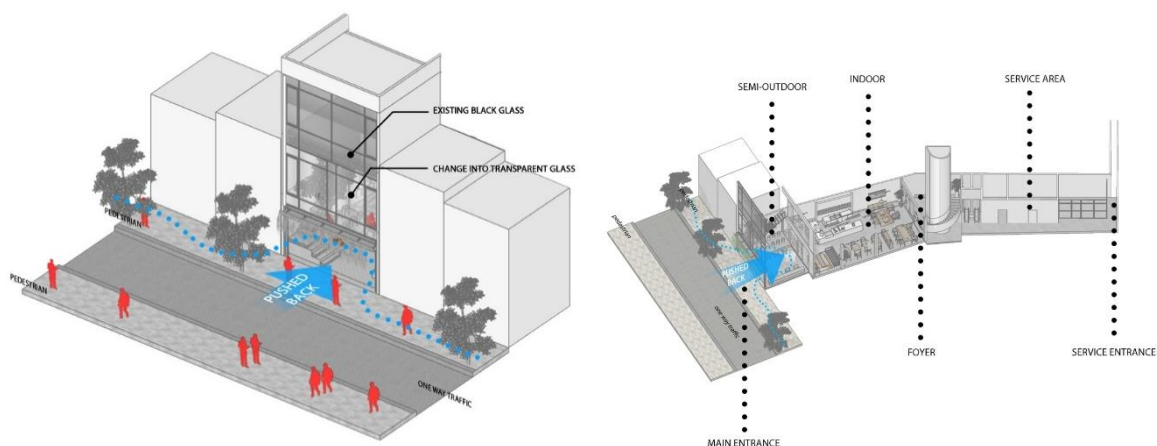 EXISTING BLACK GLASS
CHANGE INTO TRANSPARENT GLASS
PEDESTRIAN
PEDESTRIAN
PUSHED
BACK
ONE WAY TRAFFIC
SEMI-OUTDOOR
INDOOR
SERVICE AREA
pedestrian
pedestrian
PUSHED
BACK
one way traffic
FOYER
SERVICE ENTRANCE
MAIN ENTRANCE